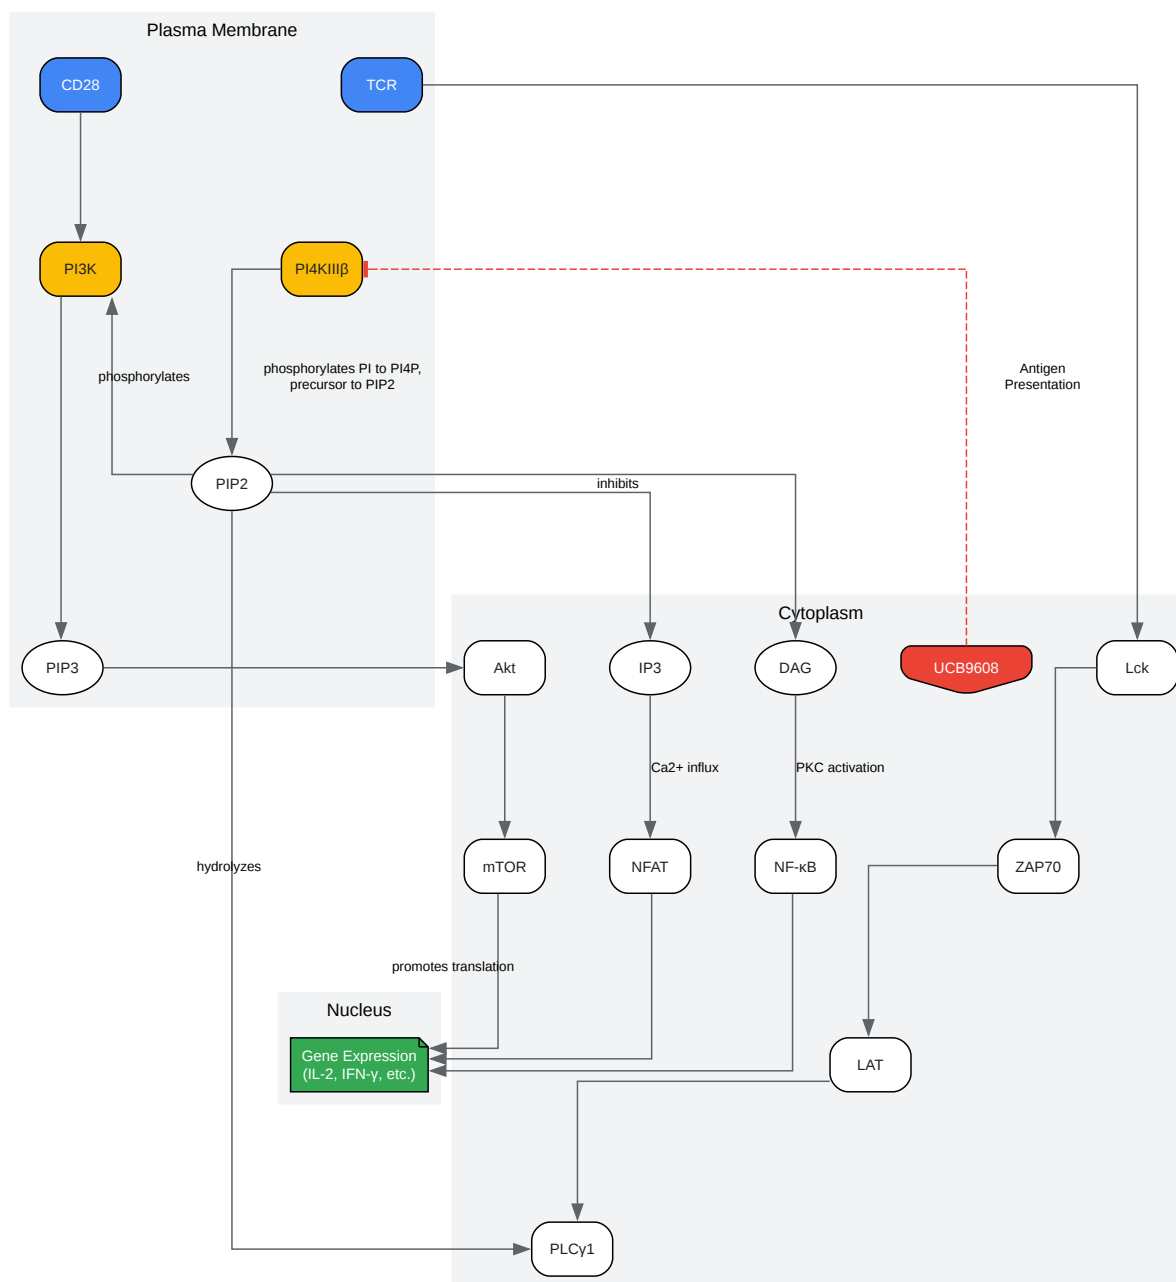 Plasma Membrane
CD28
TCR
PI3K
PI4KIIIβ
phosphorylates
phosphorylates PI to PI4P,
precursor to PIP2
Antigen
Presentation
PIP2
inhibits
Cytoplasm
PIP3
Akt
IP3
DAG
UCB9608
Lck
Ca2+ influx
PKC activation
hydrolyzes
mTOR
NFAT
NF-κB
ZAP70
promotes translation
Nucleus
Gene Expression
(IL-2, IFN-γ, etc.)
LAT
PLCγ1